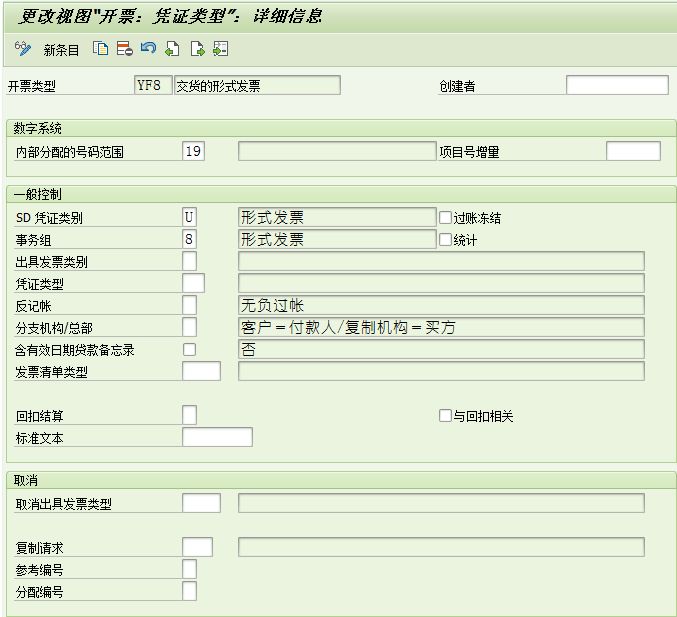 更改视图"开票：凭证类型"：详细信息
新条目
开票类型 YF8 交货的形式发票 创建者
数字系统
内部分配的号码范围 19 项目号增量
一般控制
SD 凭证类别 U 形式发票 过账冻结
事务组 8 形式发票 统计
出具发票类别
凭证类型
反记帐 无负过帐
分支机构/总部 客户＝付款人/复制机构＝买方
含有效日期贷款备忘录 否
发票清单类型
回扣结算 与回扣相关
标准文本
取消
取消出具发票类型
复制请求
参考编号
分配编号